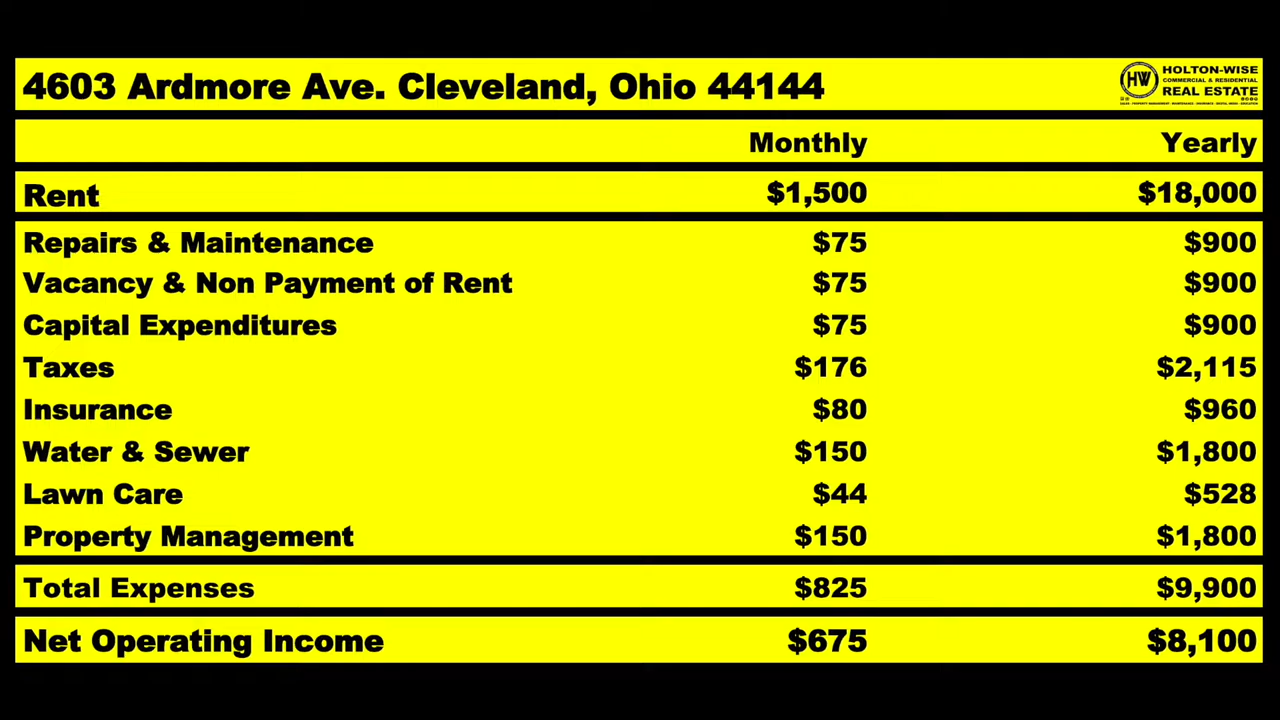 4603 Ardmore Ave. Cleveland, Ohio 44144
HOLTON-WISE
COMMERCIAL & RESIDENTIAL
REAL ESTATE
HW
Monthly Yearly
Rent $1,500 $18,000
Repairs & Maintenance $75 $900
Vacancy & Non Payment of Rent $75 $900
Capital Expenditures $75 $900
Taxes $176 $2,115
Insurance $80 $960
Water & Sewer $150 $1,800
Lawn Care $44 $528
Property Management $150 $1,800
Total Expenses $825 $9,900
Net Operating Income $675 $8,100